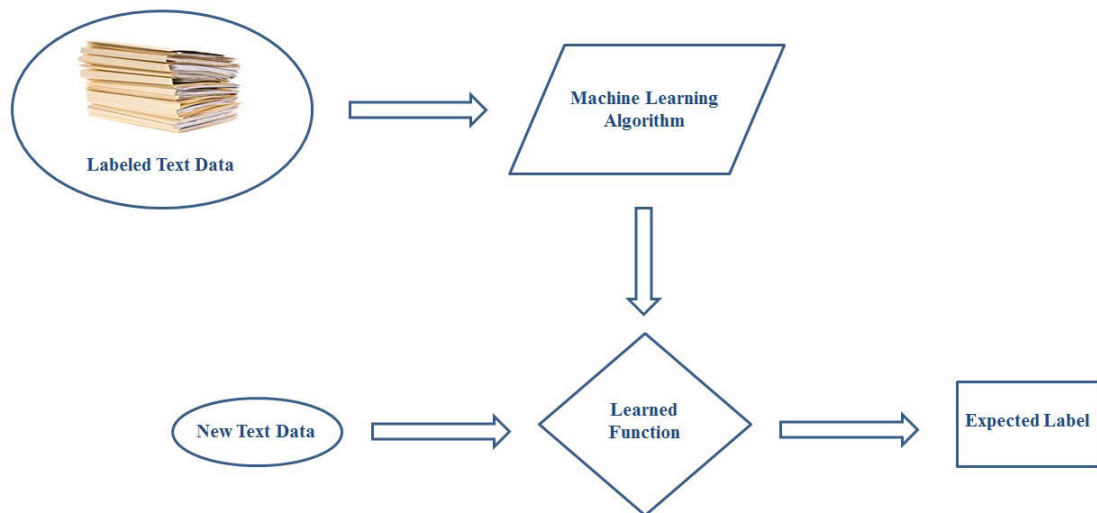 Labeled Text Data
Machine Learning
Algorithm
New Text Data
Learned
Function
Expected Label